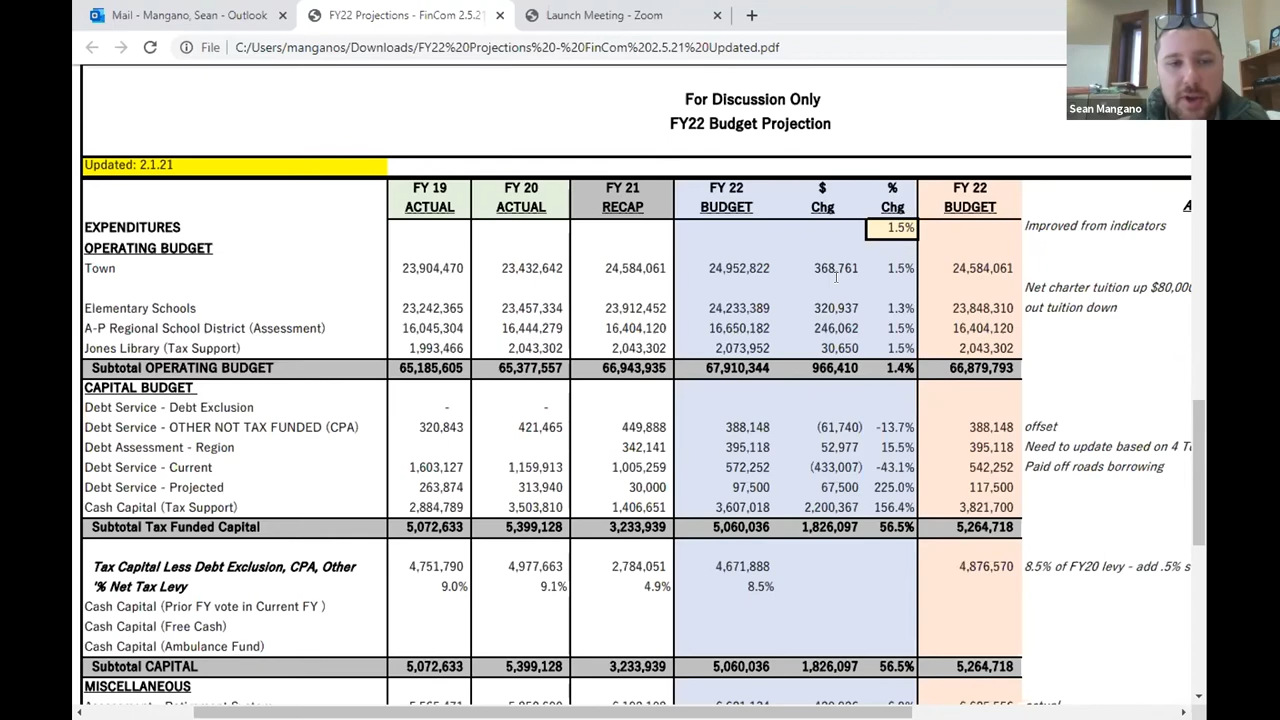 Mail - Mangano, Sean - Outlook
FY22 Projections - FinCom 2.5.21
Launch Meeting - Zoom
File C:/Users/manganos/Downloads/FY22%20Projections%20-%20FinCom%202.5.21%20Updated.pdf
Sean Mangano
For Discussion Only
FY22 Budget Projection
Updated: 2.1.21
FY 19 FY 20 FY 21 FY 22 $ % FY 22
ACTUAL ACTUAL RECAP BUDGET Chg Chg BUDGET A
EXPENDITURES 1.5% Improved from indicators
OPERATING BUDGET
Town 23,904,470 23,432,642 24,584,061 24,952,822 368,761 1.5% 24,584,061
Net charter tuition up $80,000
Elementary Schools 23,242,365 23,457,334 23,912,452 24,233,389 320,937 1.3% 23,848,310 out tuition down
A-P Regional School District (Assessment) 16,045,304 16,444,279 16,404,120 16,650,182 246,062 1.5% 16,404,120
Jones Library (Tax Support) 1,993,466 2,043,302 2,043,302 2,073,952 30,650 1.5% 2,043,302
Subtotal OPERATING BUDGET 65,185,605 65,377,557 66,943,935 67,910,344 966,410 1.4% 66,879,793
CAPITAL BUDGET
Debt Service - Debt Exclusion - -
Debt Service - OTHER NOT TAX FUNDED (CPA) 320,843 421,465 449,888 388,148 (61,740) -13.7% 388,148 offset
Debt Assessment - Region 342,141 395,118 52,977 15.5% 395,118 Need to update based on 4 T
Debt Service - Current 1,603,127 1,159,913 1,005,259 572,252 (433,007) -43.1% 542,252 Paid off roads borrowing
Debt Service - Projected 263,874 313,940 30,000 97,500 67,500 225.0% 117,500
Cash Capital (Tax Support) 2,884,789 3,503,810 1,406,651 3,607,018 2,200,367 156.4% 3,821,700
Subtotal Tax Funded Capital 5,072,633 5,399,128 3,233,939 5,060,036 1,826,097 56.5% 5,264,718
Tax Capital Less Debt Exclusion, CPA, Other 4,751,790 4,977,663 2,784,051 4,671,888 4,876,570 8.5% of FY20 levy - add .5% s
'% Net Tax Levy 9.0% 9.1% 4.9% 8.5%
Cash Capital (Prior FY vote in Current FY )
Cash Capital (Free Cash)
Cash Capital (Ambulance Fund)
Subtotal CAPITAL 5,072,633 5,399,128 3,233,939 5,060,036 1,826,097 56.5% 5,264,718
MISCELLANEOUS